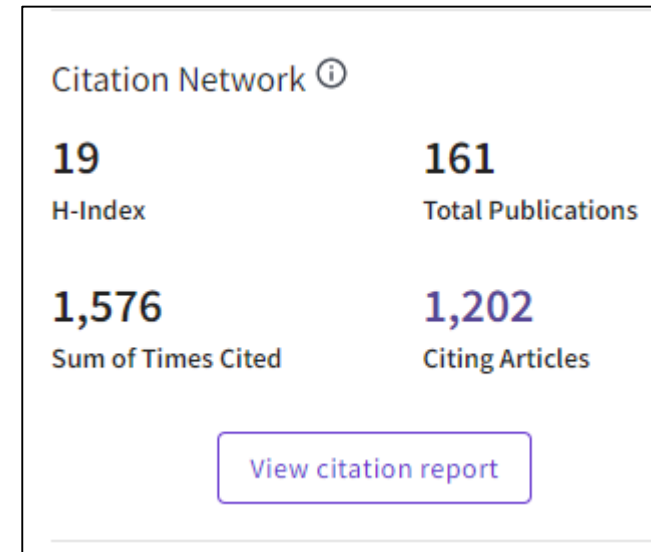 Citation Network
19 161
H-Index Total Publications
1,576 1,202
Sum of Times Cited Citing Articles
View citation report